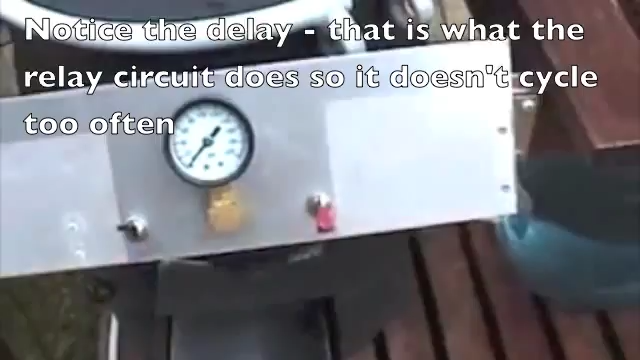 Notice the delay - that is what the
relay circuit does so it doesn't cycle
too often